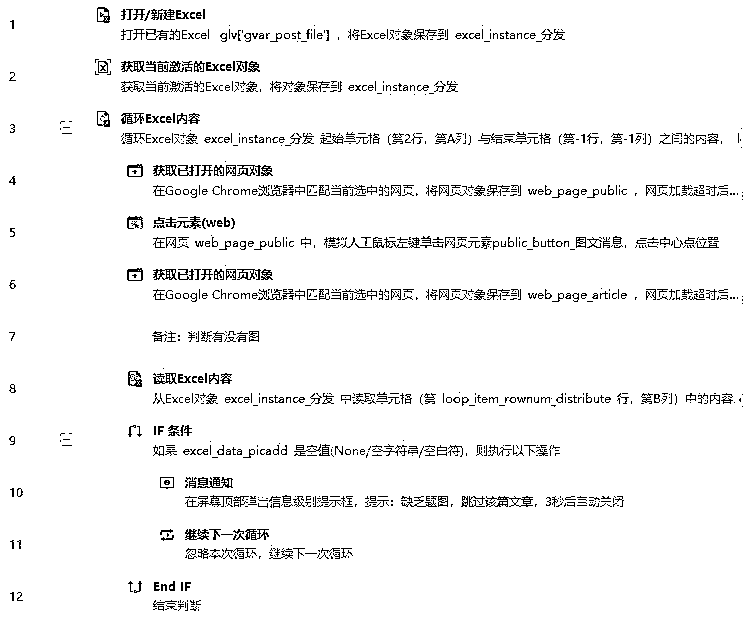 1
打开/新建Excel
打开已有的Excel glv['gvar_post_file'] ，将Excel对象保存到 excel_instance_分发
2
获取当前激活的Excel对象
获取当前激活的Excel对象，将对象保存到 excel_instance_分发
3
循环Excel内容
循环Excel对象 excel_instance_分发 起始单元格（第2行，第A列）与结束单元格（第-1行，第-1列）之间的内容，
4
获取已打开的网页对象
在Google Chrome浏览器中匹配当前选中的网页，将网页对象保存到 web_page_public ，网页加载超时后...
5
点击元素(web)
在网页 web_page_public 中，模拟人工鼠标左键单击网页元素public_button_图文消息，点击中心点位置
6
获取已打开的网页对象
在Google Chrome浏览器中匹配当前选中的网页，将网页对象保存到 web_page_article ，网页加载超时后...
7
备注：判断有没有图
8
读取Excel内容
从Excel对象 excel_instance_分发 中读取单元格（第 loop_item_rownum_distribute 行，第B列）中的内容
9
IF 条件
如果 excel_data_picadd 是空值(None/空字符串/空白符)，则执行以下操作
10
消息通知
在屏幕顶部弹出信息级别提示框，提示：缺乏题图，跳过该篇文章，3秒后自动关闭
11
继续下一次循环
忽略本次循环，继续下一次循环
12
End IF
结束判断